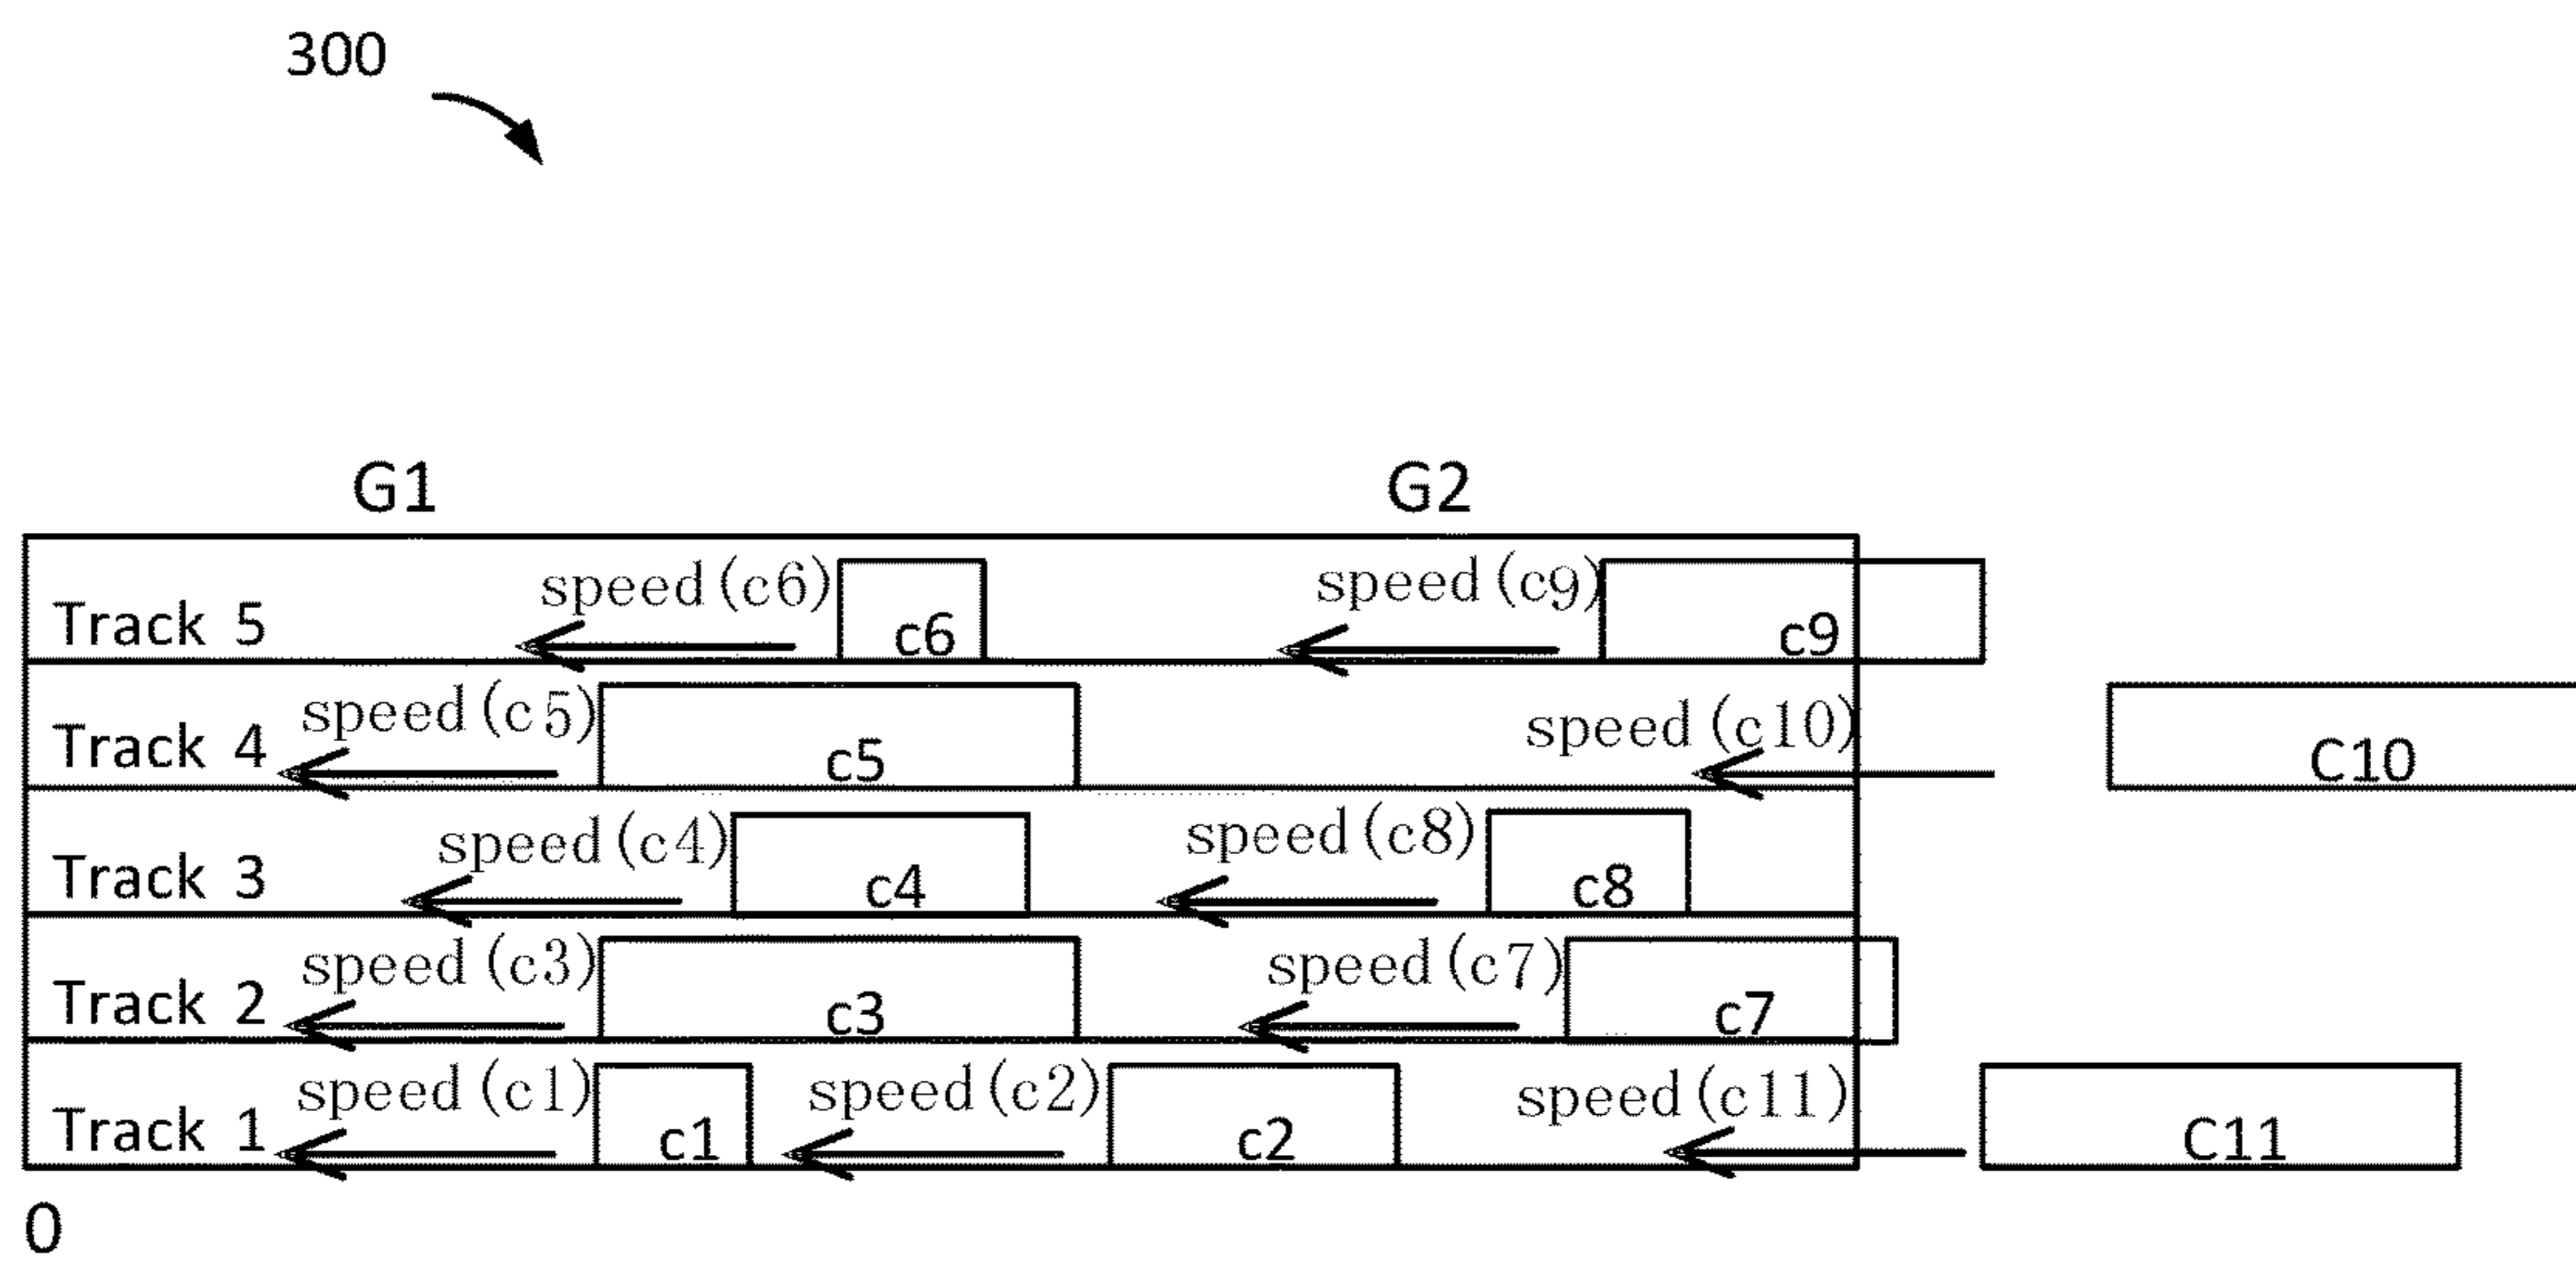 300
G1 G2
speed(c6) speed(c9)
Track 5 c6 c9
speed(c5) speed(c10)
Track 4 c5 C10
speed(c4) speed(c8)
Track 3 c4 c8
speed(c3) speed(c7)
Track 2 c3 c7
speed(c1) speed(c2) speed(c11)
Track 1 c1 c2 C11
0